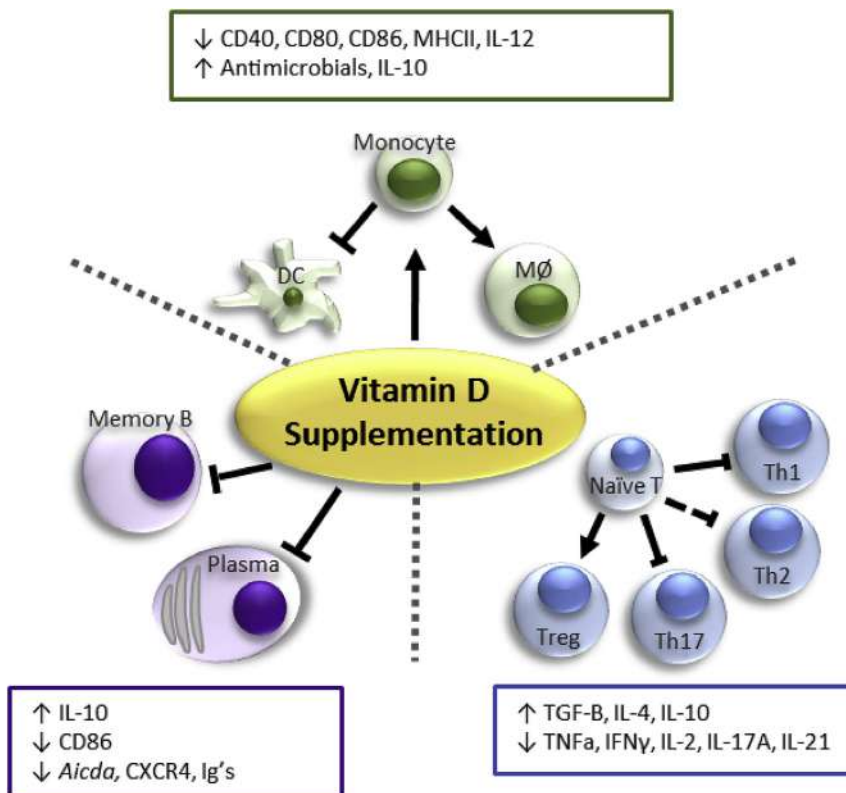 ↓ CD40, CD80, CD86, MHCII, IL-12
↑ Antimicrobials, IL-10
Monocyte
DC
MØ
Vitamin D
Supplementation
Memory B
Plasma
Naïve T
Th1
Th2
Treg
Th17
↑ IL-10
↓ CD86
↓ Aicda, CXCR4, Ig's
↑ TGF-B, IL-4, IL-10
↓ TNFa, IFNγ, IL-2, IL-17A, IL-21